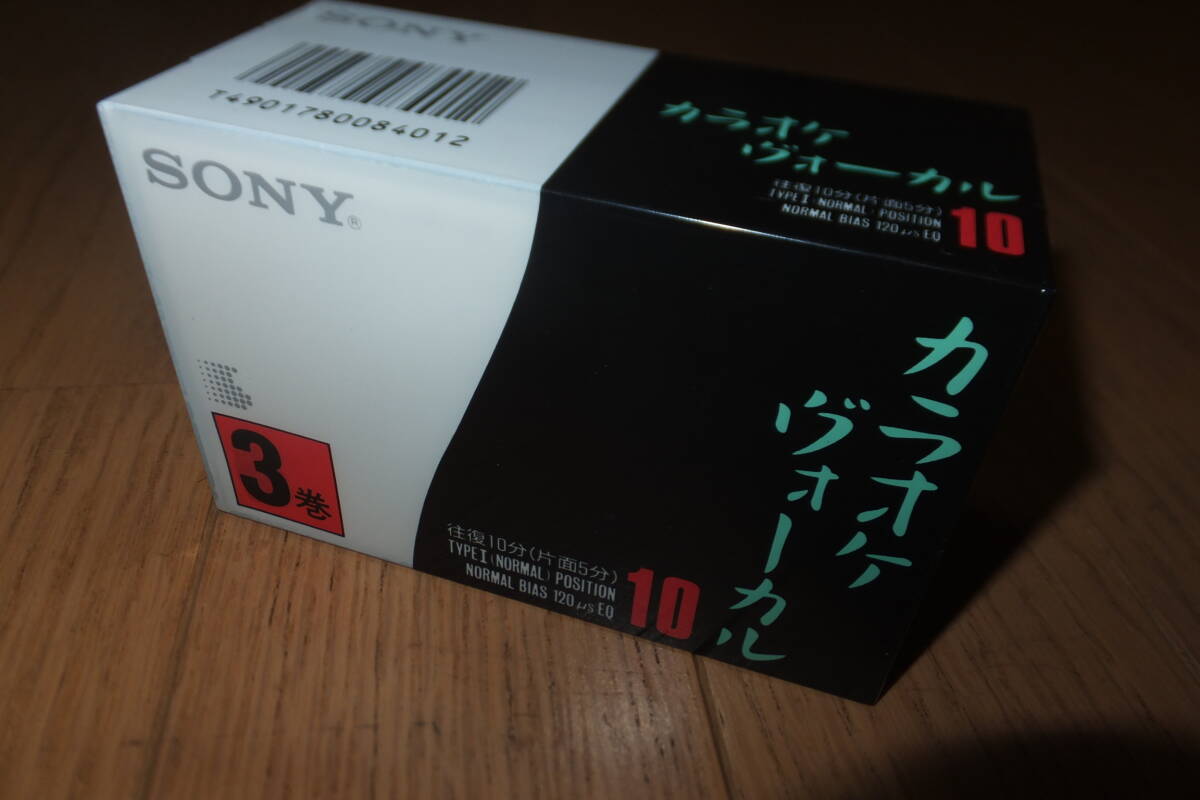 SONY
T4901780084012
カラオケ
ヴォーカル
往復10分(片面5分)
TYPE I (NORMAL) POSITION
NORMAL BIAS 120μs EQ
10
SONY®
3巻
往復10分(片面5分)
TYPE I (NORMAL) POSITION
NORMAL BIAS 120μs EQ
10
カラオケ
ヴォーカル